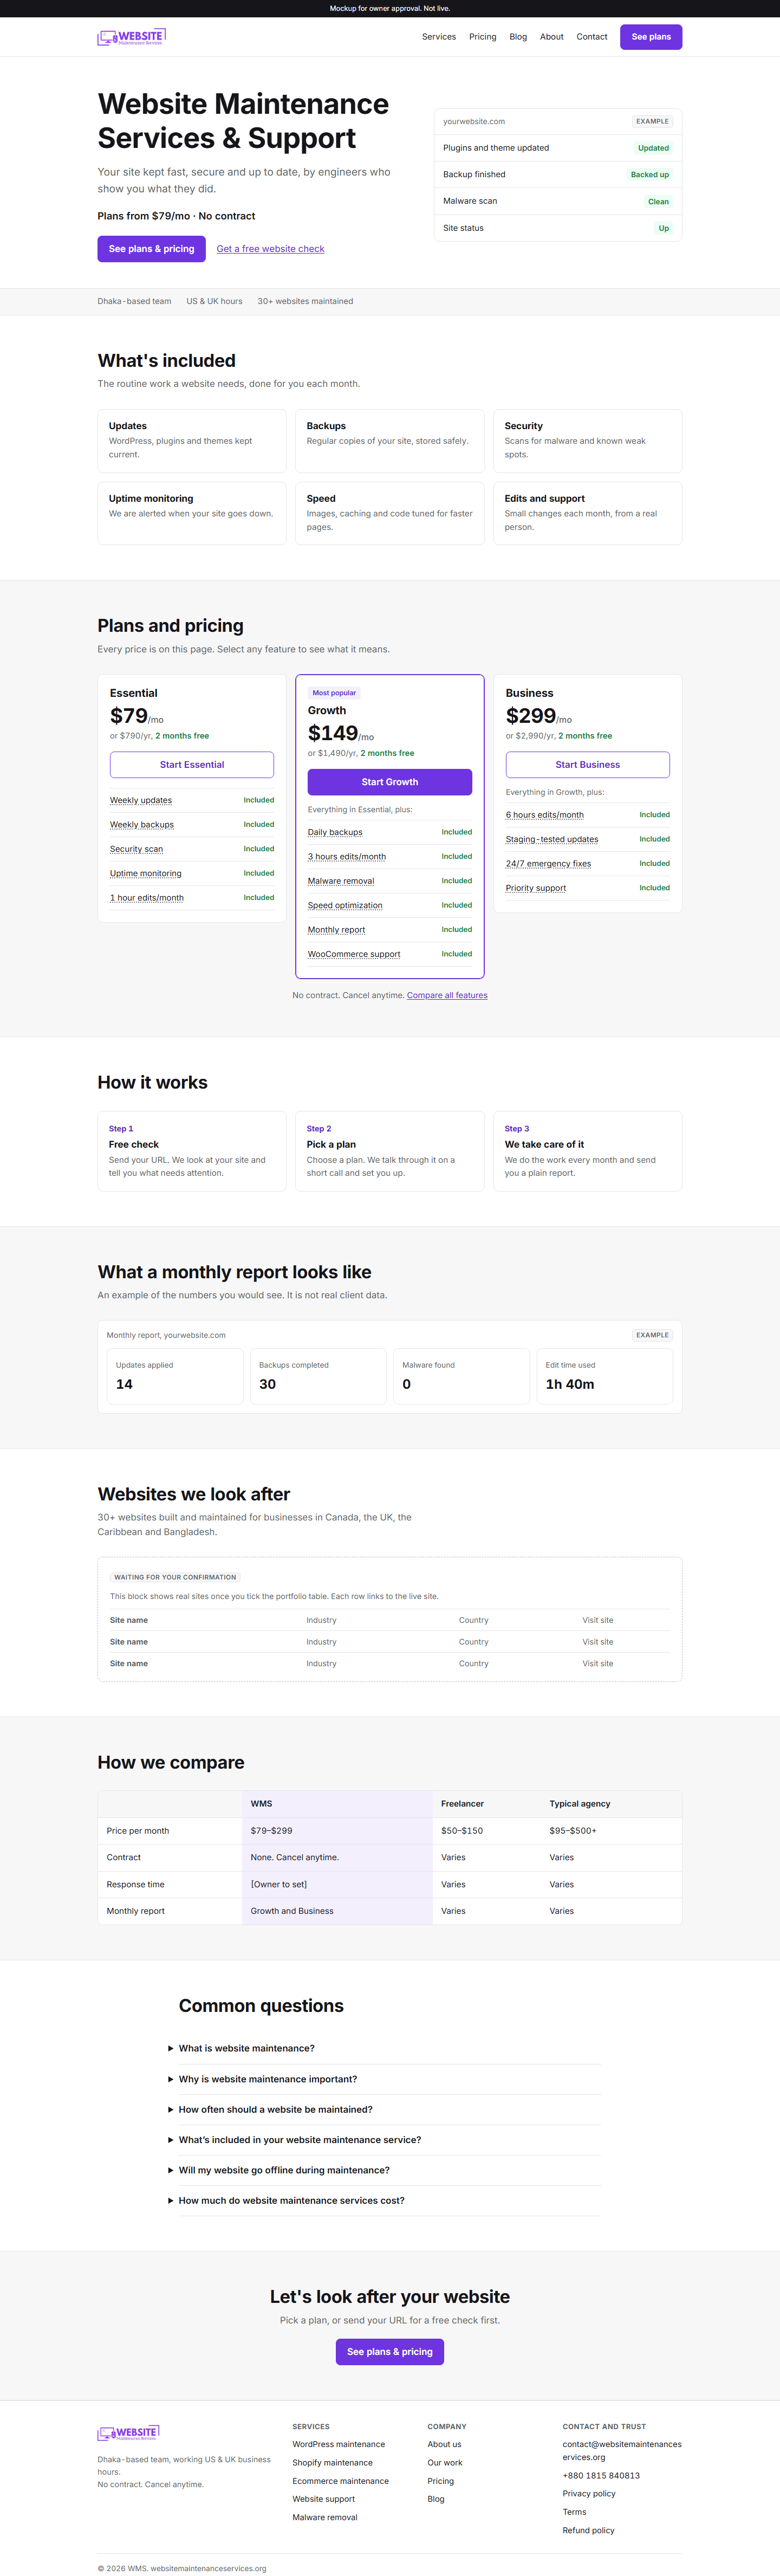 Mockup for owner approval. Not live.
WEBSITE
Maintenance Services
Services
Pricing
Blog
About
Contact
See plans
Website Maintenance
Services & Support
Your site kept fast, secure and up to date, by engineers who
show you what they did.
Plans from $79/mo · No contract
See plans & pricing
Get a free website check
yourwebsite.com
EXAMPLE
Plugins and theme updated
Updated
Backup finished
Backed up
Malware scan
Clean
Site status
Up
Dhaka-based team
US & UK hours
30+ websites maintained
What's included
The routine work a website needs, done for you each month.
Updates
WordPress, plugins and themes kept
current.
Backups
Regular copies of your site, stored safely.
Security
Scans for malware and known weak
spots.
Uptime monitoring
We are alerted when your site goes down.
Speed
Images, caching and code tuned for faster
pages.
Edits and support
Small changes each month, from a real
person.
Plans and pricing
Every price is on this page. Select any feature to see what it means.
Essential
$79/mo
or $790/yr, 2 months free
Start Essential
Weekly updates
Included
Weekly backups
Included
Security scan
Included
Uptime monitoring
Included
1 hour edits/month
Included
Most popular
Growth
$149/mo
or $1,490/yr, 2 months free
Start Growth
Everything in Essential, plus:
Daily backups
Included
3 hours edits/month
Included
Malware removal
Included
Speed optimization
Included
Monthly report
Included
WooCommerce support
Included
Business
$299/mo
or $2,990/yr, 2 months free
Start Business
Everything in Growth, plus:
6 hours edits/month
Included
Staging-tested updates
Included
24/7 emergency fixes
Included
Priority support
Included
No contract. Cancel anytime. Compare all features
How it works
Step 1
Free check
Send your URL. We look at your site and
tell you what needs attention.
Step 2
Pick a plan
Choose a plan. We talk through it on a
short call and set you up.
Step 3
We take care of it
We do the work every month and send
you a plain report.
What a monthly report looks like
An example of the numbers you would see. It is not real client data.
Monthly report, yourwebsite.com
EXAMPLE
Updates applied
14
Backups completed
30
Malware found
0
Edit time used
1h 40m
Websites we look after
30+ websites built and maintained for businesses in Canada, the UK, the
Caribbean and Bangladesh.
WAITING FOR YOUR CONFIRMATION
This block shows real sites once you tick the portfolio table. Each row links to the live site.
Site name
Industry
Country
Visit site
Site name
Industry
Country
Visit site
Site name
Industry
Country
Visit site
How we compare
WMS
Freelancer
Typical agency
Price per month
$79–$299
$50–$150
$95–$500+
Contract
None. Cancel anytime.
Varies
Varies
Response time
[Owner to set]
Varies
Varies
Monthly report
Growth and Business
Varies
Varies
Common questions
What is website maintenance?
Why is website maintenance important?
How often should a website be maintained?
What's included in your website maintenance service?
Will my website go offline during maintenance?
How much do website maintenance services cost?
Let's look after your website
Pick a plan, or send your URL for a free check first.
See plans & pricing
WEBSITE
Maintenance Services
Dhaka-based team, working US & UK business
hours.
No contract. Cancel anytime.
SERVICES
WordPress maintenance
Shopify maintenance
Ecommerce maintenance
Website support
Malware removal
COMPANY
About us
Our work
Pricing
Blog
CONTACT AND TRUST
contact@websitemaintenances
ervices.org
+880 1815 840813
Privacy policy
Terms
Refund policy
© 2026 WMS. websitemaintenanceservices.org